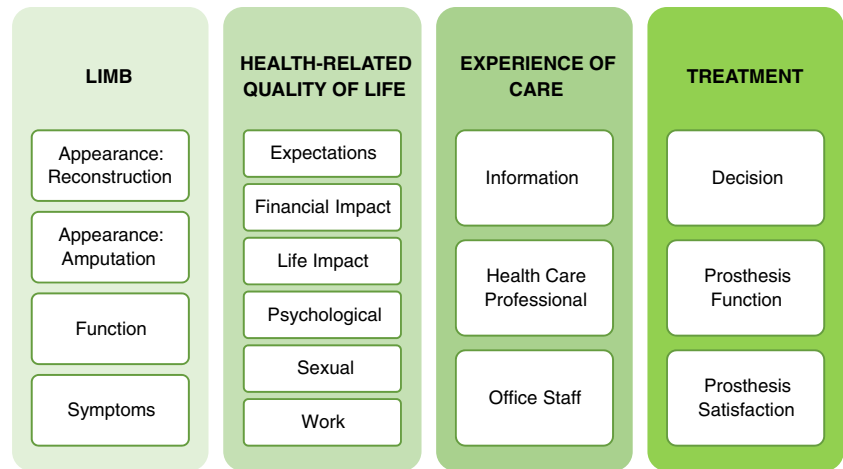 LIMB
Appearance:
Reconstruction
Appearance:
Amputation
Function
Symptoms
HEALTH-RELATED
QUALITY OF LIFE
Expectations
Financial Impact
Life Impact
Psychological
Sexual
Work
EXPERIENCE OF
CARE
Information
Health Care
Professional
Office Staff
TREATMENT
Decision
Prosthesis
Function
Prosthesis
Satisfaction